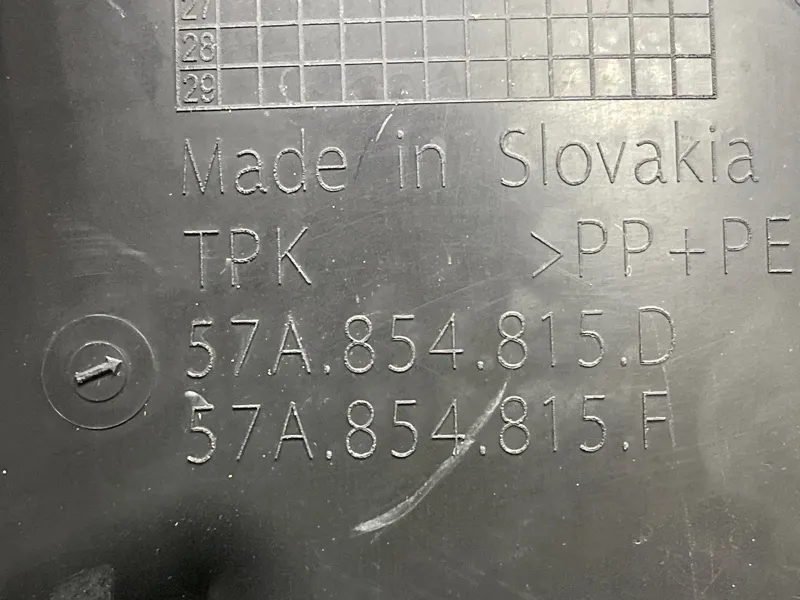 27
28
29
Made in Slovakia
TPK >PP+PE
57A.854.815.D
57A.854.815.F